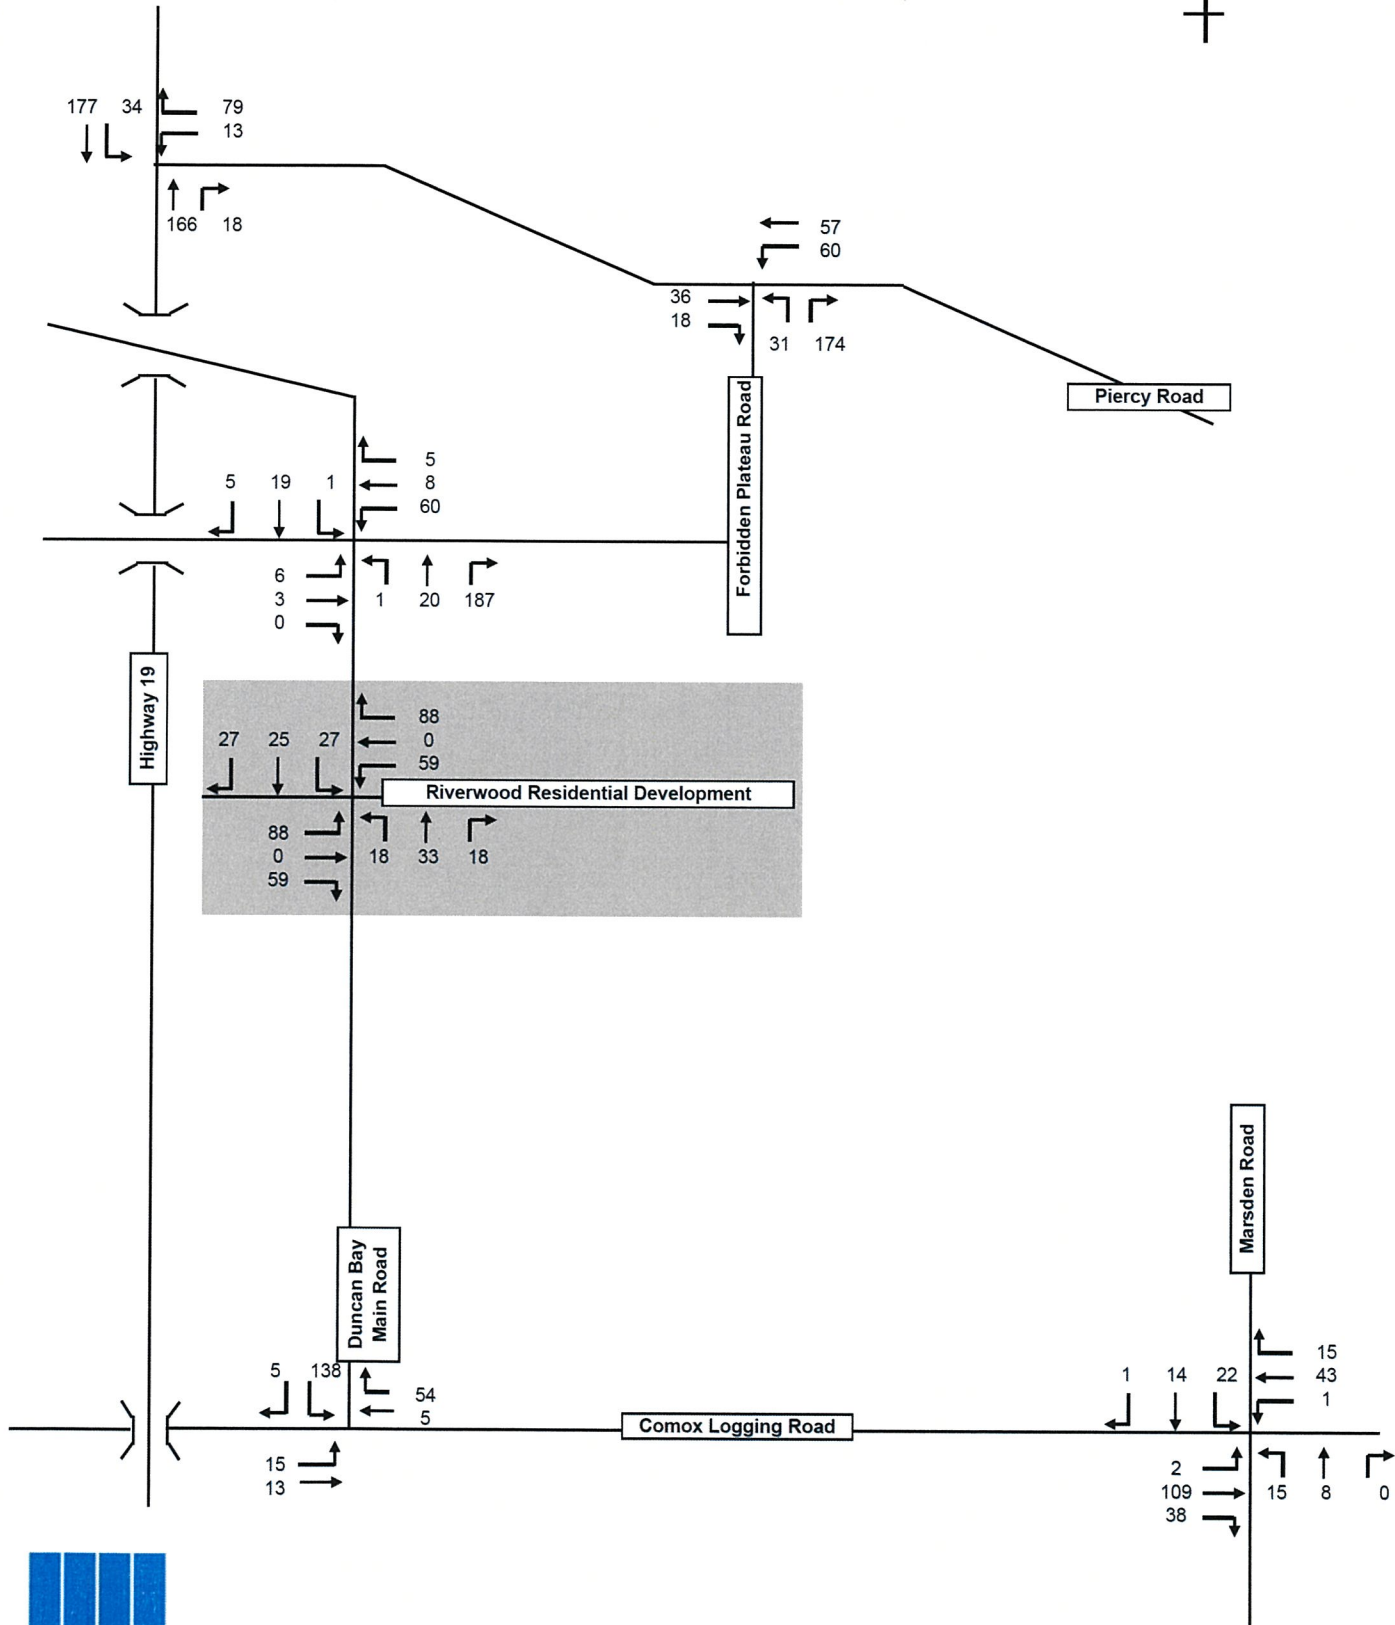 177 34 79
13
166 18
57
60
36
18
31 174
Piercy Road
Forbidden Plateau Road
5
5 19 1 8
60
6
3 1 20 187
0
Highway 19
88
27 25 27 0
59
Riverwood Residential Development
88
0 18 33 18
59
Marsden Road
Duncan Bay
Main Road
5 138
54
5
Comox Logging Road
15
13
15
1 14 22 43
1
2
109 15 8 0
38